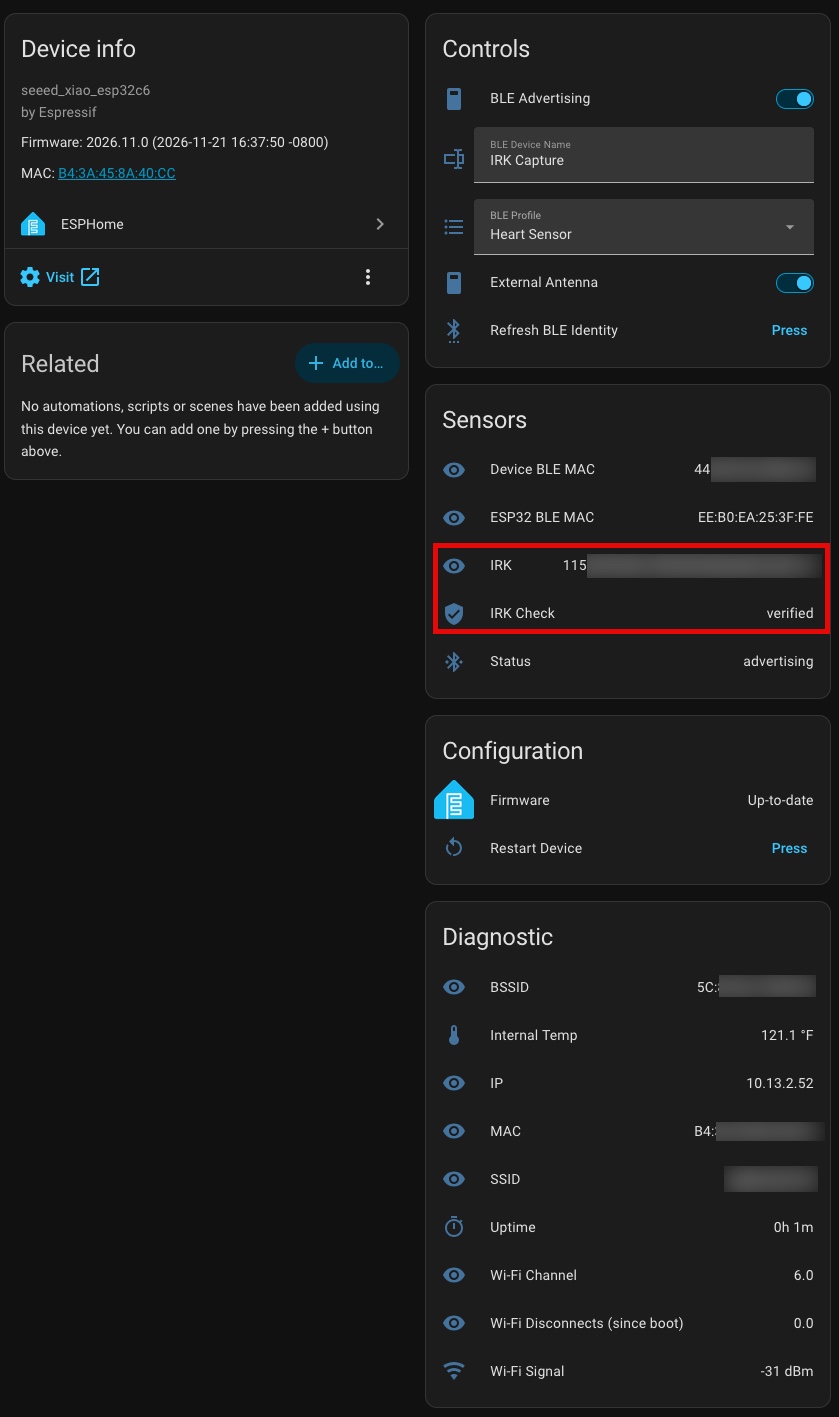 Device info
seeed_xiao_esp32c6
by Espressif
Firmware: 2026.11.0 (2026-11-21 16:37:50 -0800)
MAC: B4:3A:45:8A:40:CC
ESPHome
Visit
Related
Add to...
No automations, scripts or scenes have been added using
this device yet. You can add one by pressing the + button
above.
Controls
BLE Advertising
BLE Device Name
IRK Capture
BLE Profile
Heart Sensor
External Antenna
Refresh BLE Identity Press
Sensors
Device BLE MAC 44
ESP32 BLE MAC EE:B0:EA:25:3F:FE
IRK 115
IRK Check verified
Status advertising
Configuration
Firmware Up-to-date
Restart Device Press
Diagnostic
BSSID 5C:
Internal Temp 121.1 °F
IP 10.13.2.52
MAC B4:
SSID
Uptime 0h 1m
Wi-Fi Channel 6.0
Wi-Fi Disconnects (since boot) 0.0
Wi-Fi Signal -31 dBm